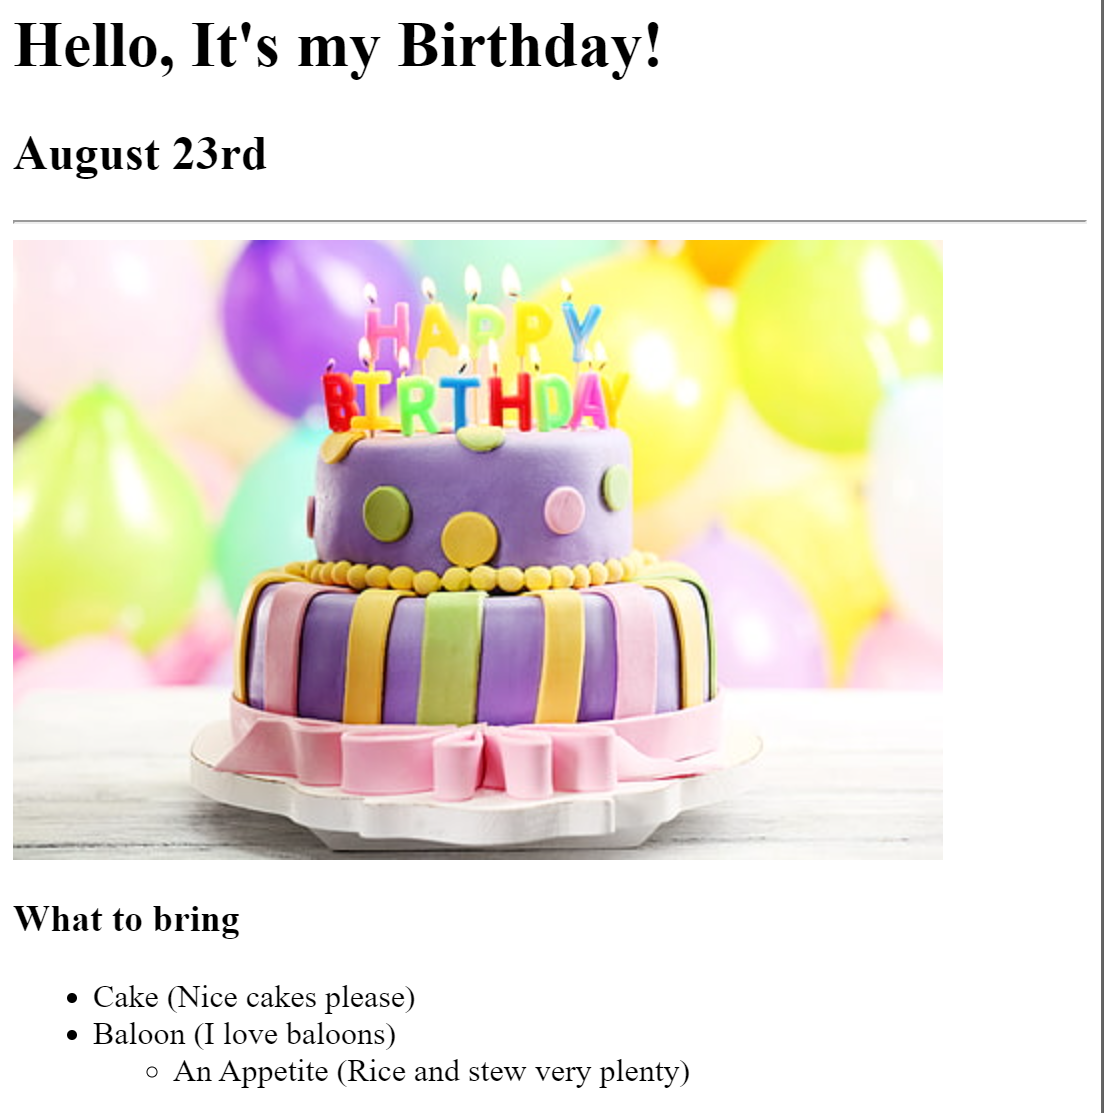 Hello, It's my Birthday!
August 23rd
HAPPY
BIRTHDAY
What to bring
Cake (Nice cakes please)
Baloon (I love baloons)
An Appetite (Rice and stew very plenty)